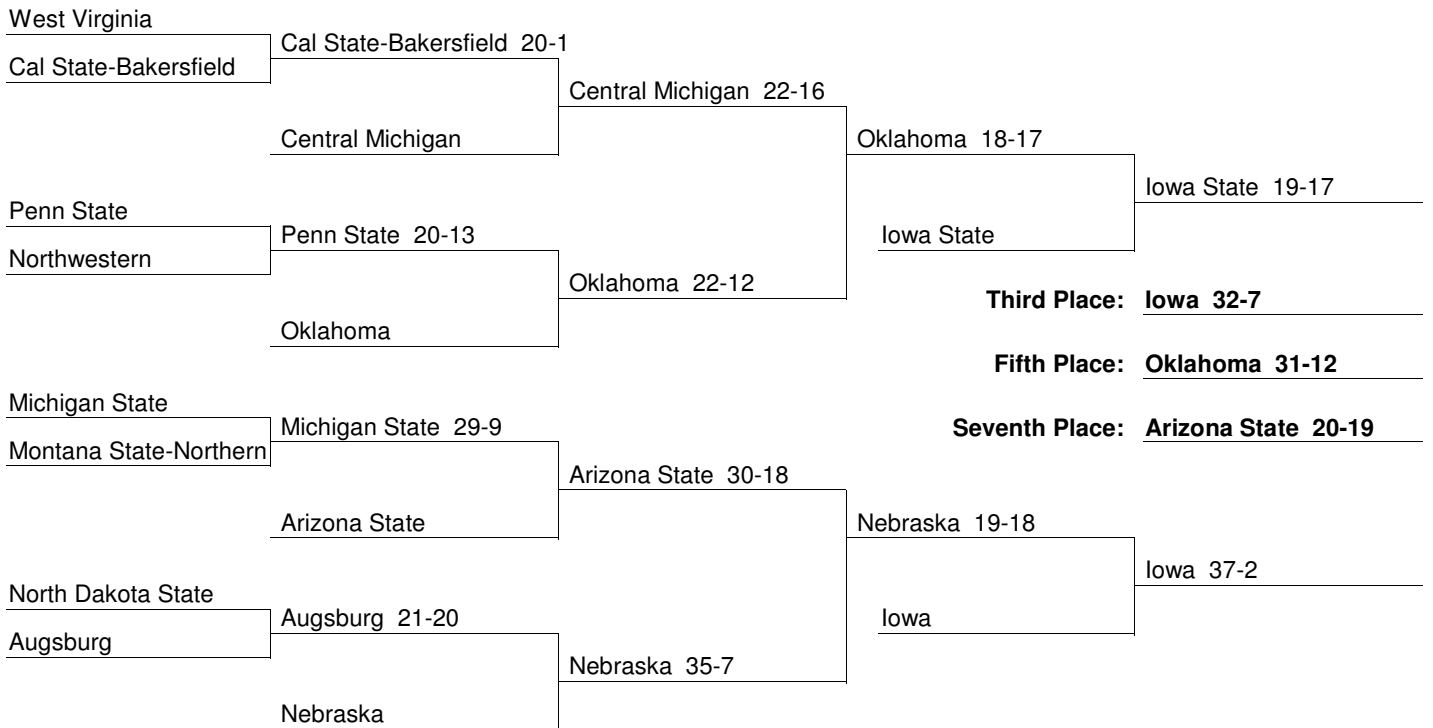 West Virginia
Cal State-Bakersfield 20-1
Cal State-Bakersfield
Central Michigan 22-16
Central Michigan
Oklahoma 18-17
Iowa State 19-17
Penn State
Penn State 20-13
Iowa State
Northwestern
Oklahoma 22-12
Third Place: Iowa 32-7
Oklahoma
Fifth Place: Oklahoma 31-12
Michigan State
Michigan State 29-9
Seventh Place: Arizona State 20-19
Montana State-Northern
Arizona State 30-18
Arizona State
Nebraska 19-18
Iowa 37-2
North Dakota State
Augsburg 21-20
Iowa
Augsburg
Nebraska 35-7
Nebraska